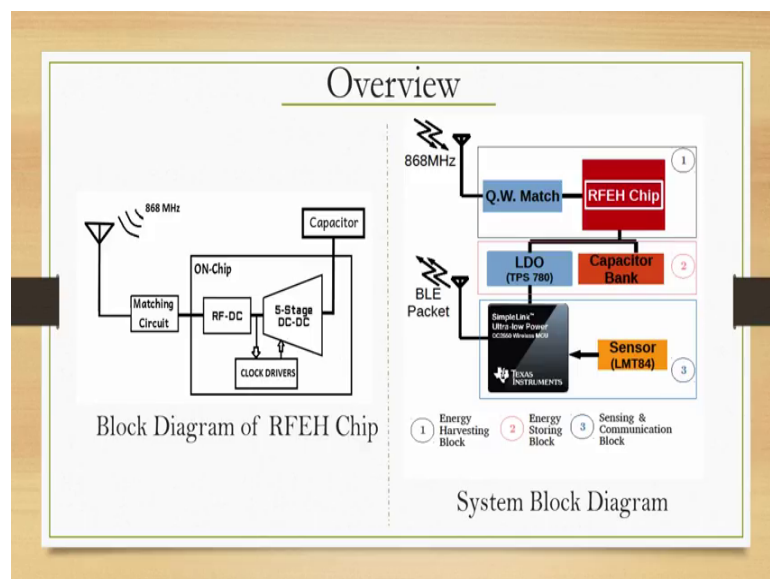 Overview
868 MHz
Capacitor
ON-Chip
Matching
Circuit
RF-DC
5-Stage
DC-DC
CLOCK DRIVERS
Block Diagram of RFEH Chip
868MHz
1
Q.W. Match
RFEH Chip
LDO
(TPS 780)
Capacitor
Bank
2
BLE
Packet
SimpleLink™
Ultra-low Power
Wireless MCU
TEXAS
INSTRUMENTS
Sensor
(LMT84)
3
1 Energy
Harvesting
Block
2 Energy
Storing
Block
3 Sensing &
Communication
Block
System Block Diagram